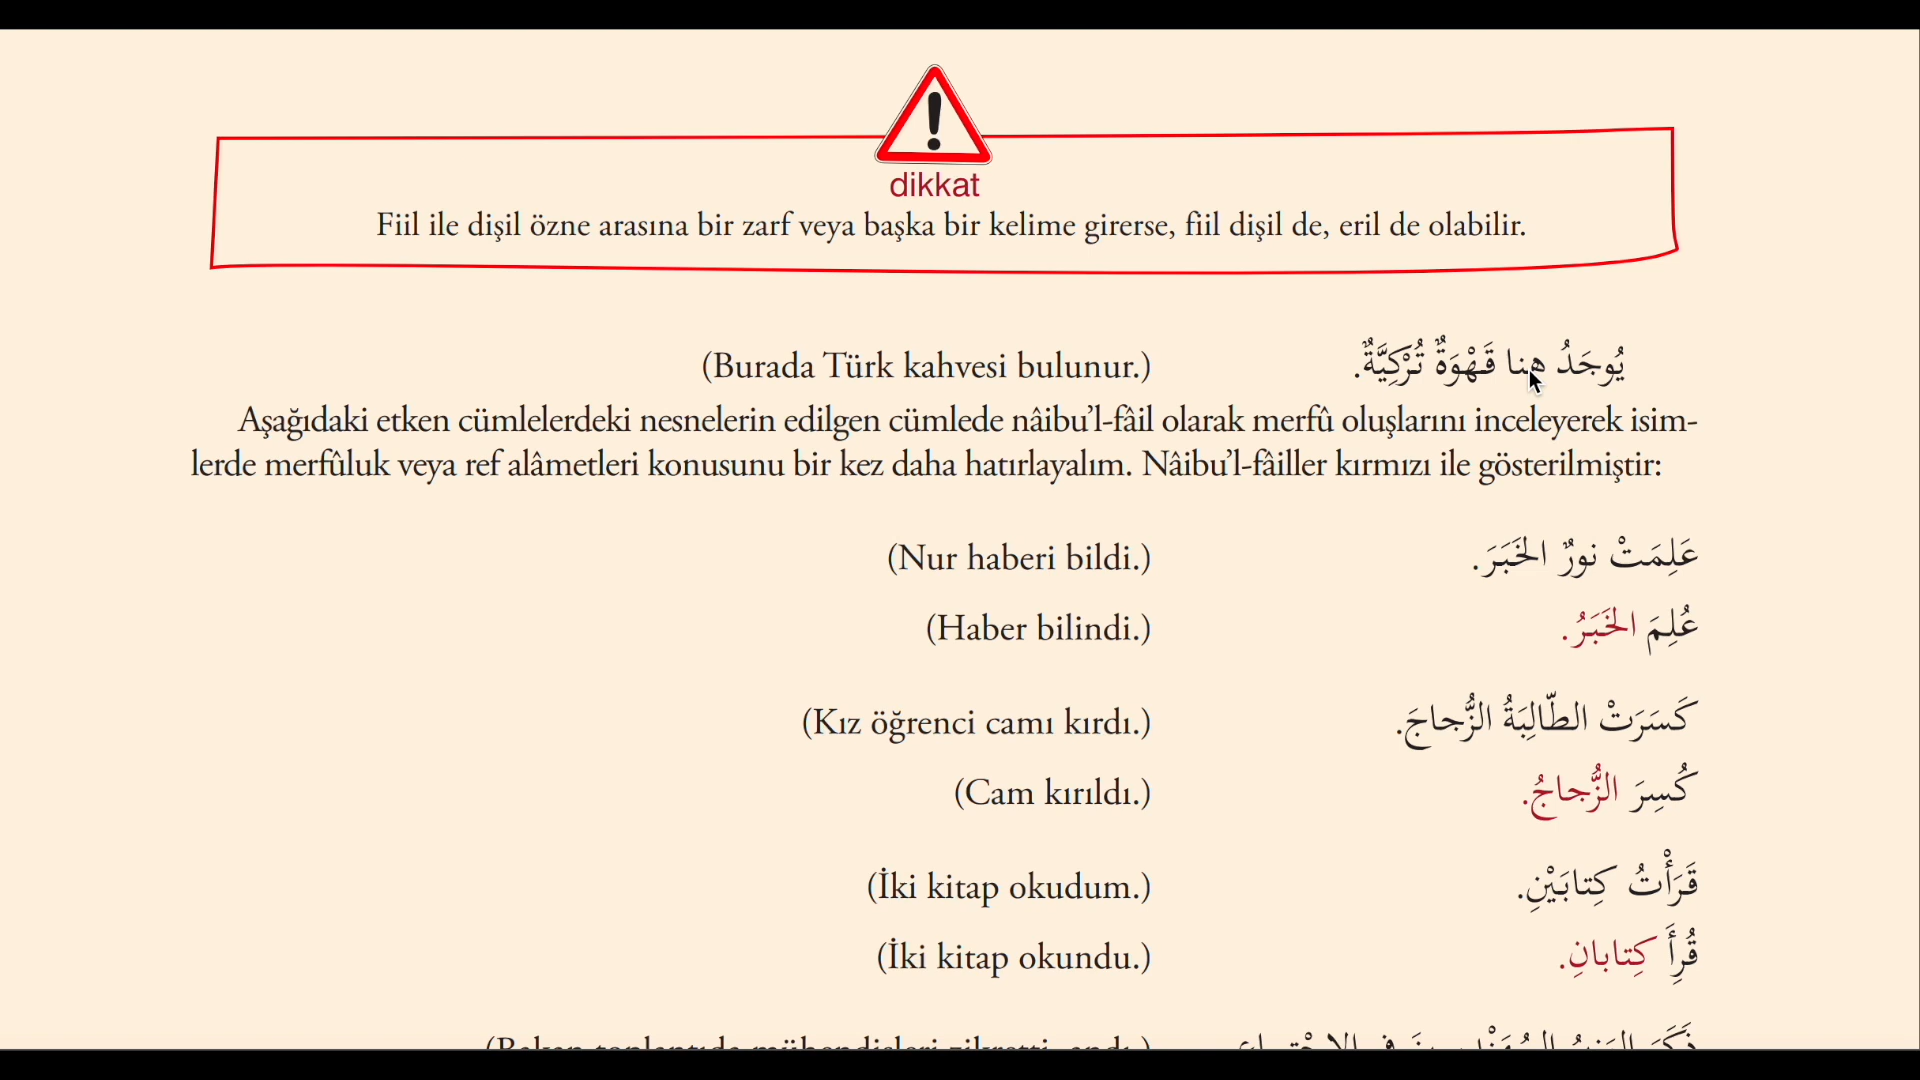 dikkat
Fiil ile dişil özne arasına bir zarf veya başka bir kelime girerse, fiil dişil de, eril de olabilir.
يُوجَدُ هنا قَهْوَةٌ تُرْكِيَّةٌ. (Burada Türk kahvesi bulunur.)
Aşağıdaki etken cümlelerdeki nesnelerin edilgen cümlede nâibu’l-fâil olarak merfû oluşlarını inceleyerek isim-
lerde merfûluk veya ref alâmetleri konusunu bir kez daha hatırlayalım. Nâibu’l-fâiller kırmızı ile gösterilmiştir:
عَلِمَتْ نورٌ الخَبَرَ. (Nur haberi bildi.)
عُلِمَ الخَبَرُ. (Haber bilindi.)
كَسَرَتْ الطّالِبَةُ الزُّجاجَ. (Kız öğrenci camı kırdı.)
كُسِرَ الزُّجاجُ. (Cam kırıldı.)
قَرَأْتُ كِتابَيْنِ. (İki kitap okudum.)
قُرِأَ كِتابانِ. (İki kitap okundu.)